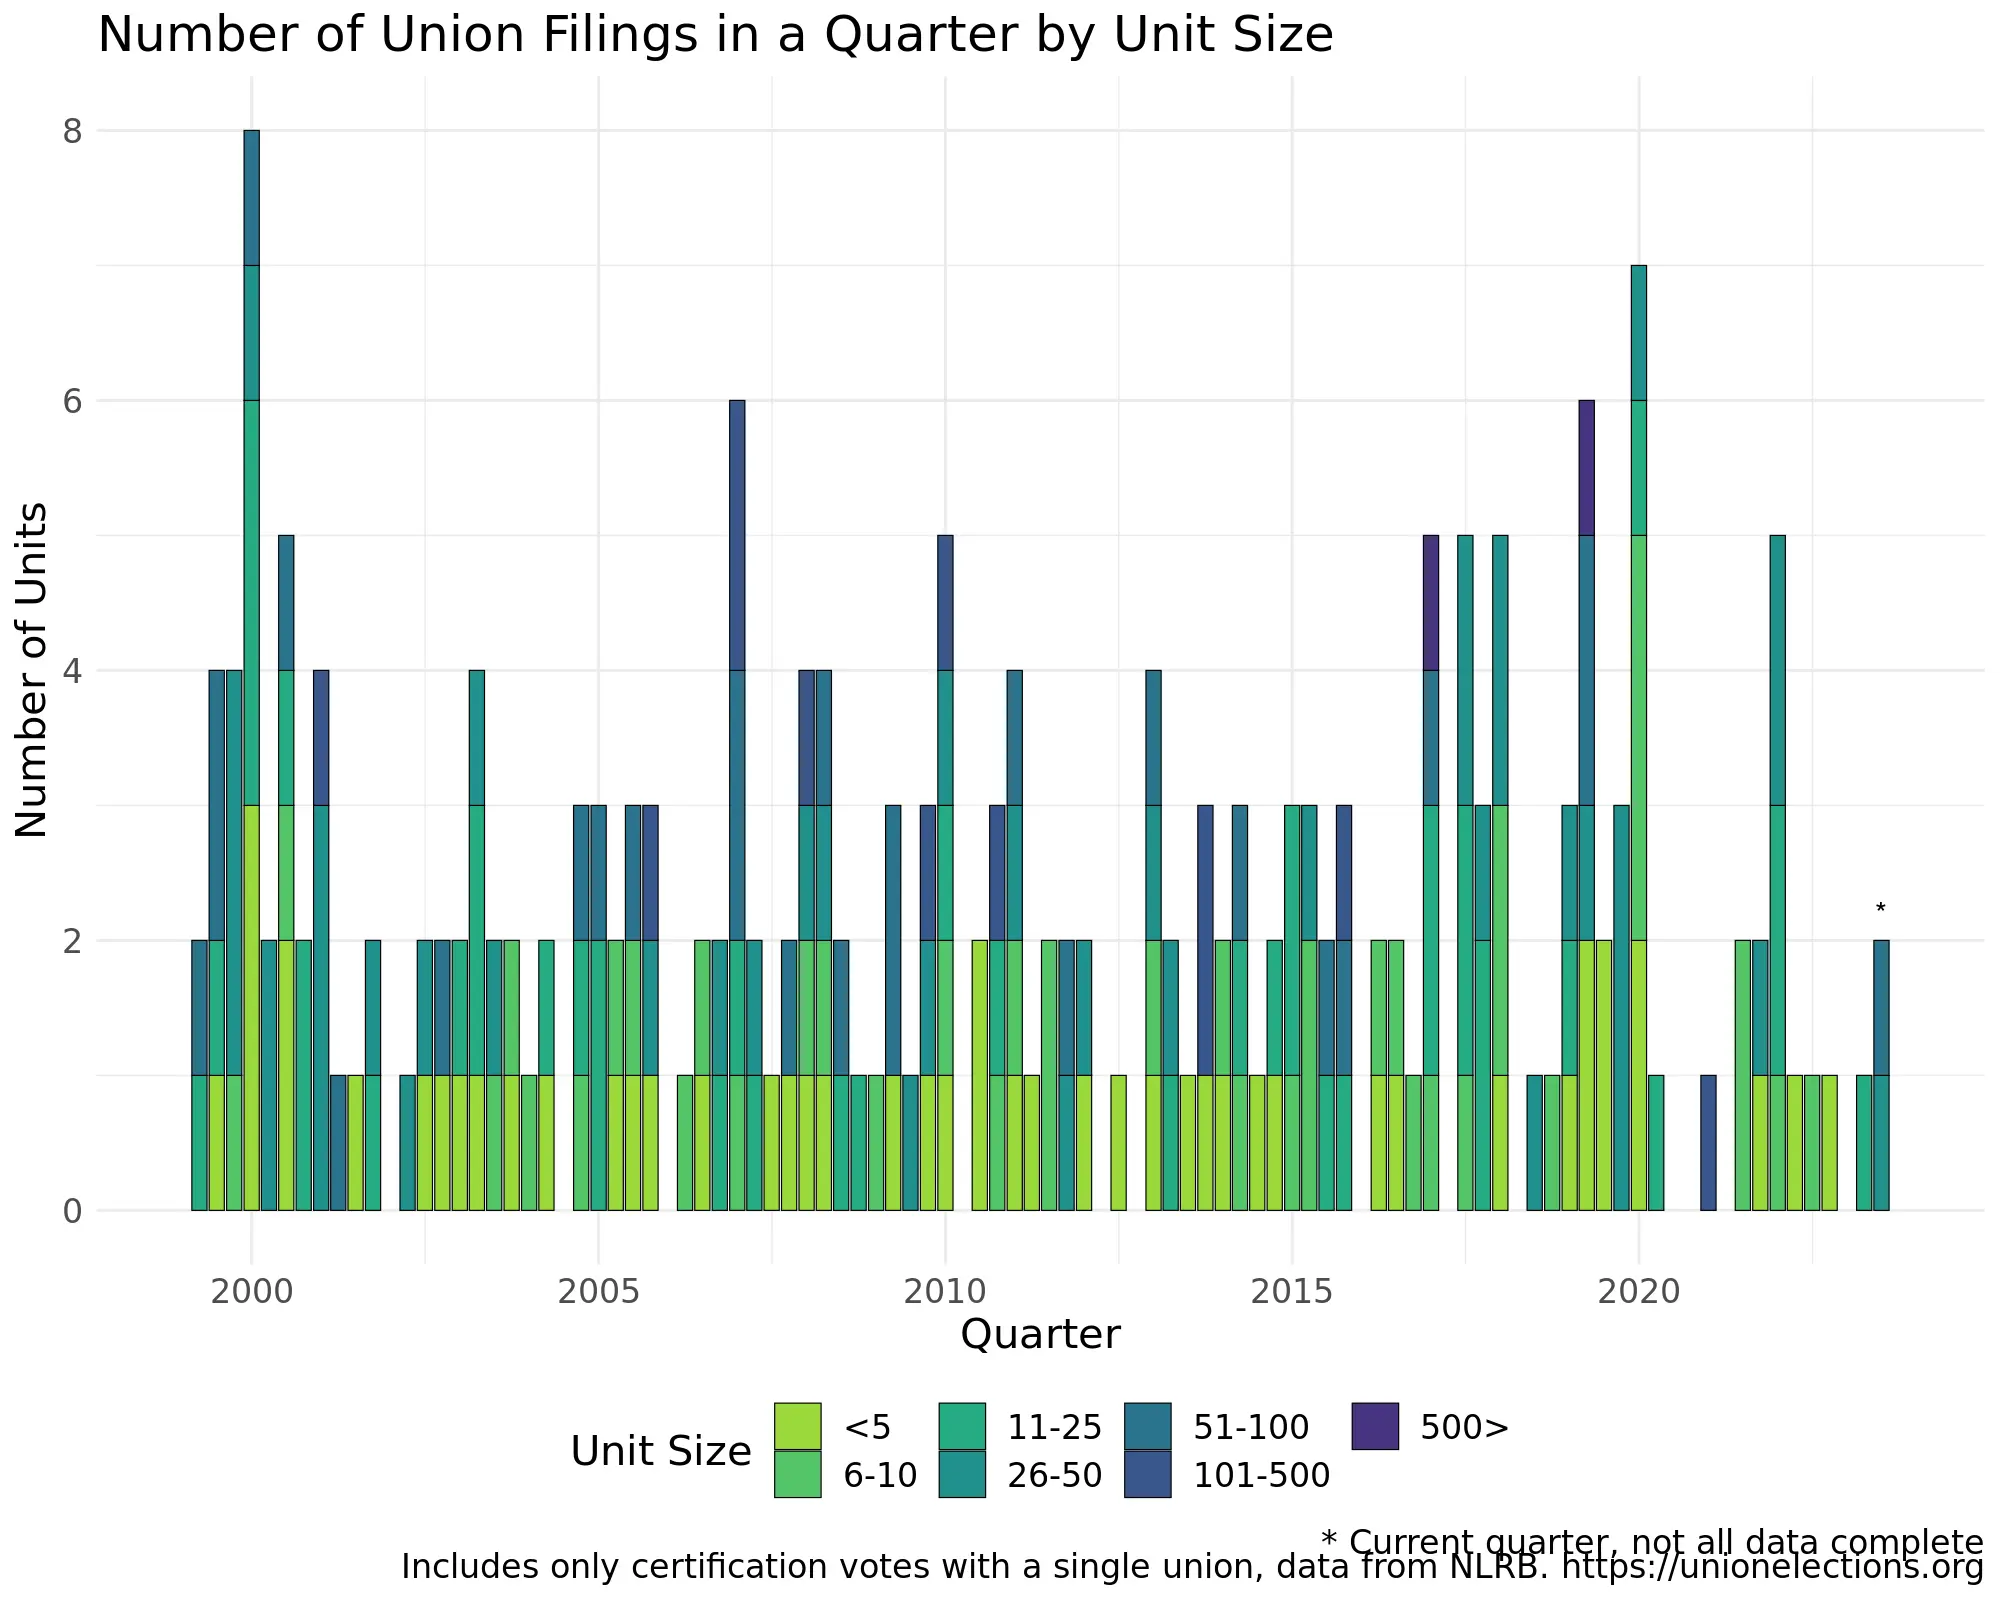 Number of Union Filings in a Quarter by Unit Size
Number of Units
8
6
4
2
0
*
2000 2005 2010 2015 2020
Quarter
Unit Size
<5 11-25 51-100 500>
6-10 26-50 101-500
* Current quarter, not all data complete
Includes only certification votes with a single union, data from NLRB. https://unionelections.org